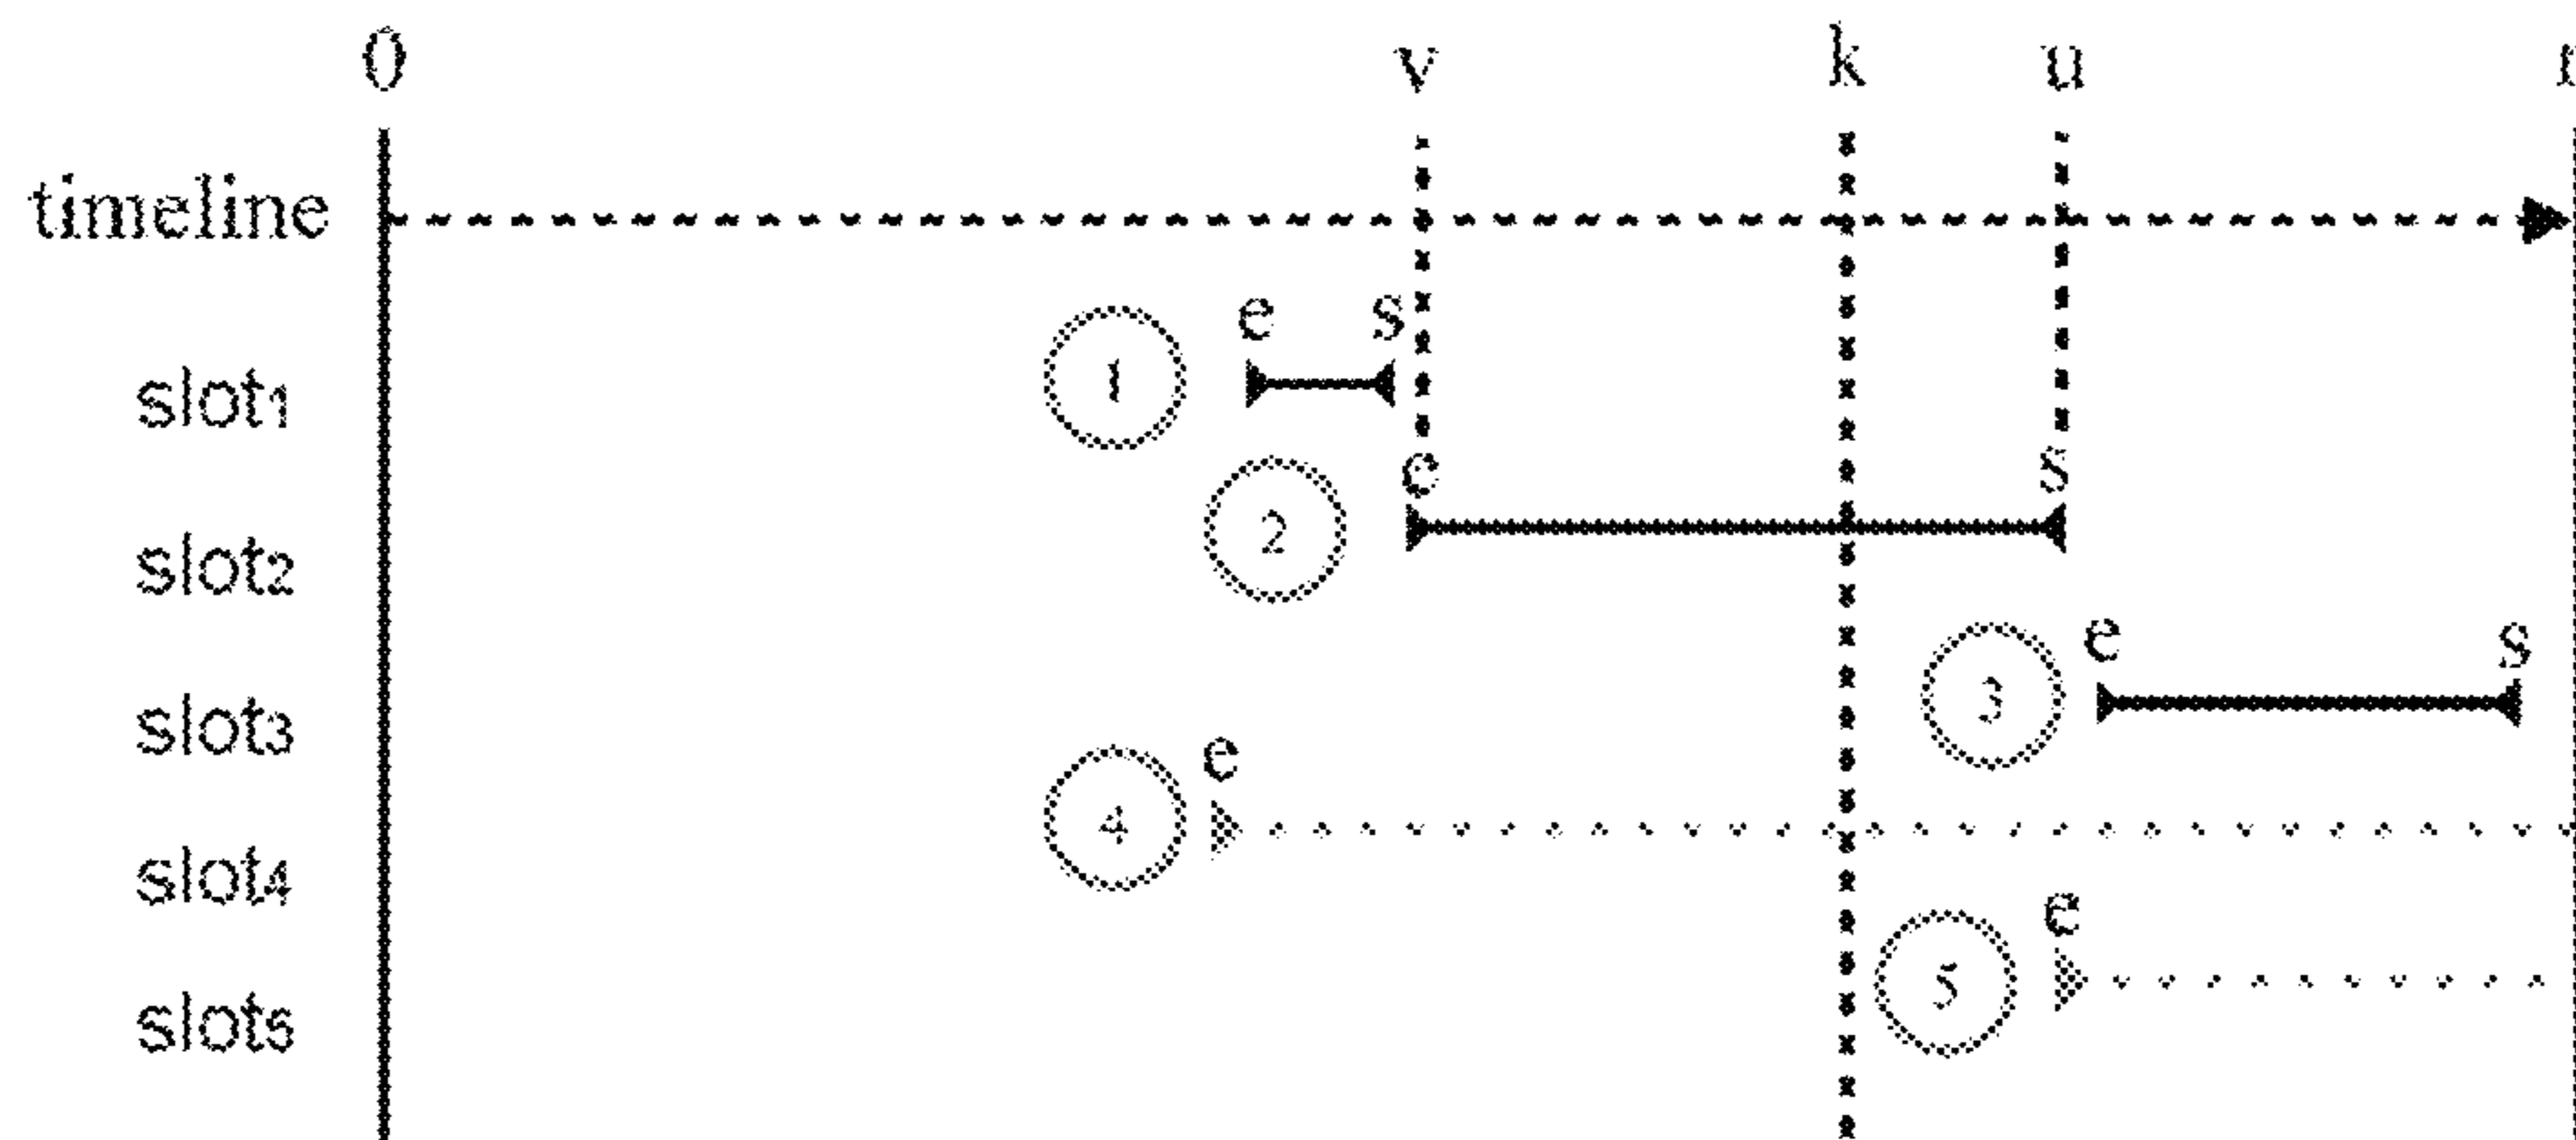 0 v k u
timeline
e s
slot1 1
e s
slot2 2
e s
slot3 3
e
slot4 4
e
slot5 5